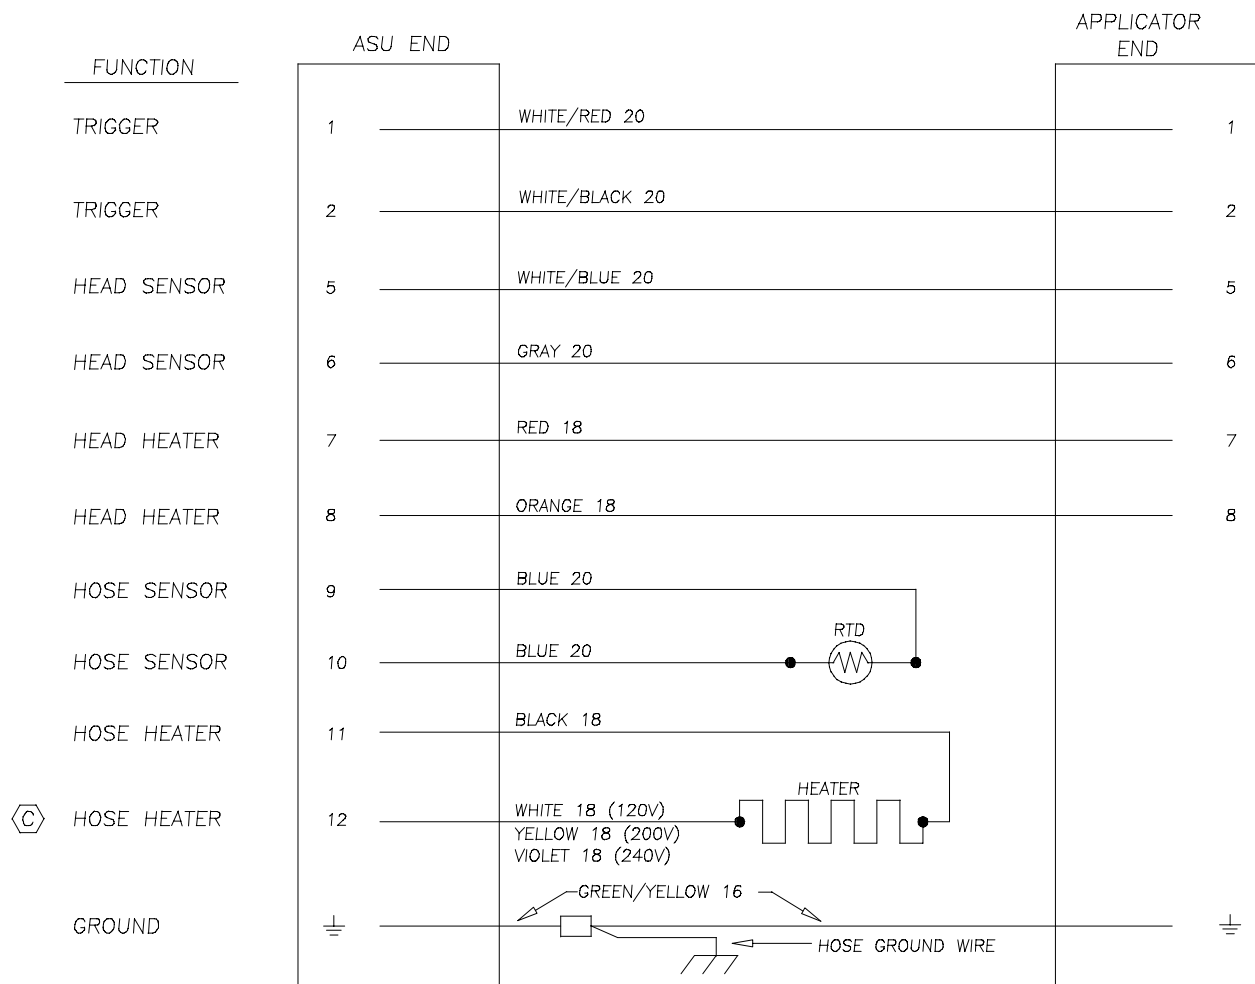 APPLICATOR
END
ASU END
FUNCTION
TRIGGER 1 WHITE/RED 20 1
TRIGGER 2 WHITE/BLACK 20 2
HEAD SENSOR 5 WHITE/BLUE 20 5
HEAD SENSOR 6 GRAY 20 6
HEAD HEATER 7 RED 18 7
HEAD HEATER 8 ORANGE 18 8
HOSE SENSOR 9 BLUE 20
RTD
HOSE SENSOR 10 BLUE 20
HOSE HEATER 11 BLACK 18
HEATER
C HOSE HEATER 12 WHITE 18 (120V)
YELLOW 18 (200V)
VIOLET 18 (240V)
GREEN/YELLOW 16
GROUND
HOSE GROUND WIRE